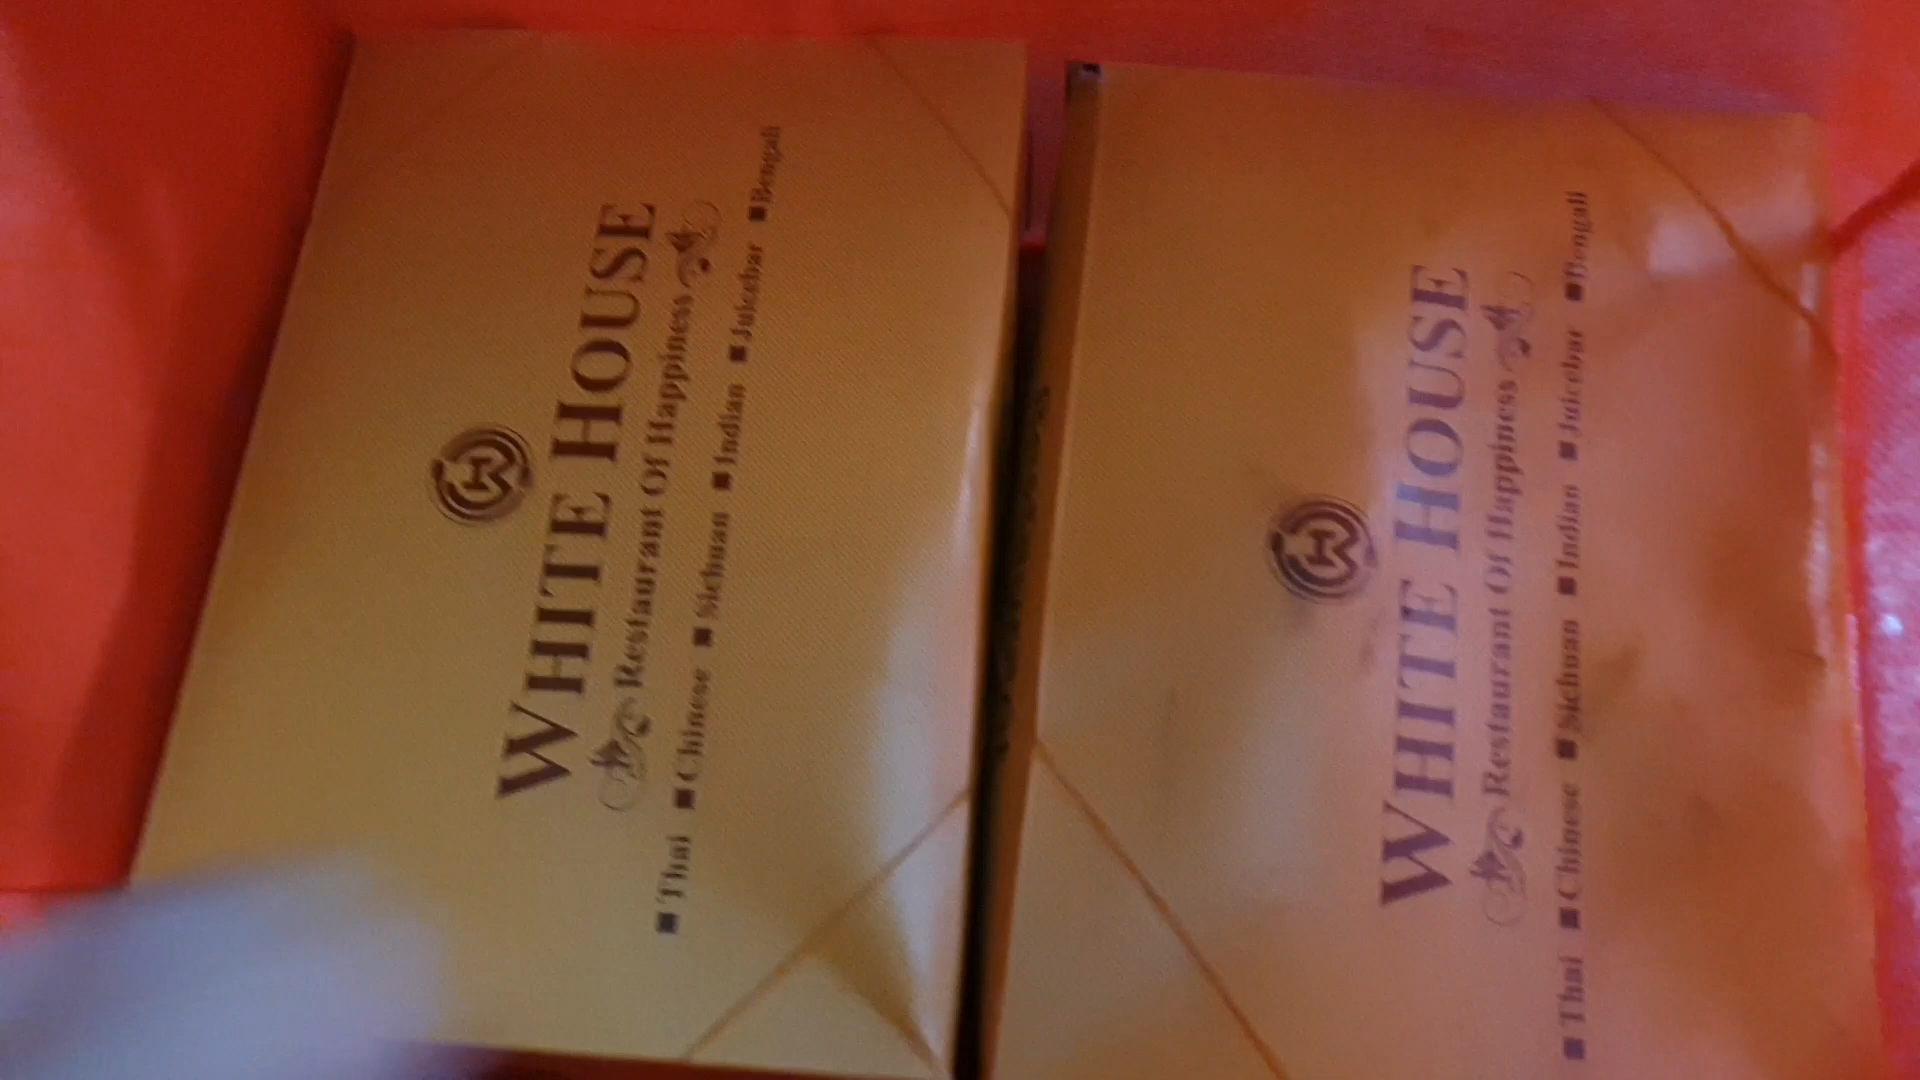 WHITE HOUSE
Restaurant Of Happiness
■Thai ■Chinese ■Sichuan ■Indian ■Juicebar ■Bengali
WHITE HOUSE
Restaurant Of Happiness
■Thai ■Chinese ■Sichuan ■Indian ■Juicebar ■Bengali